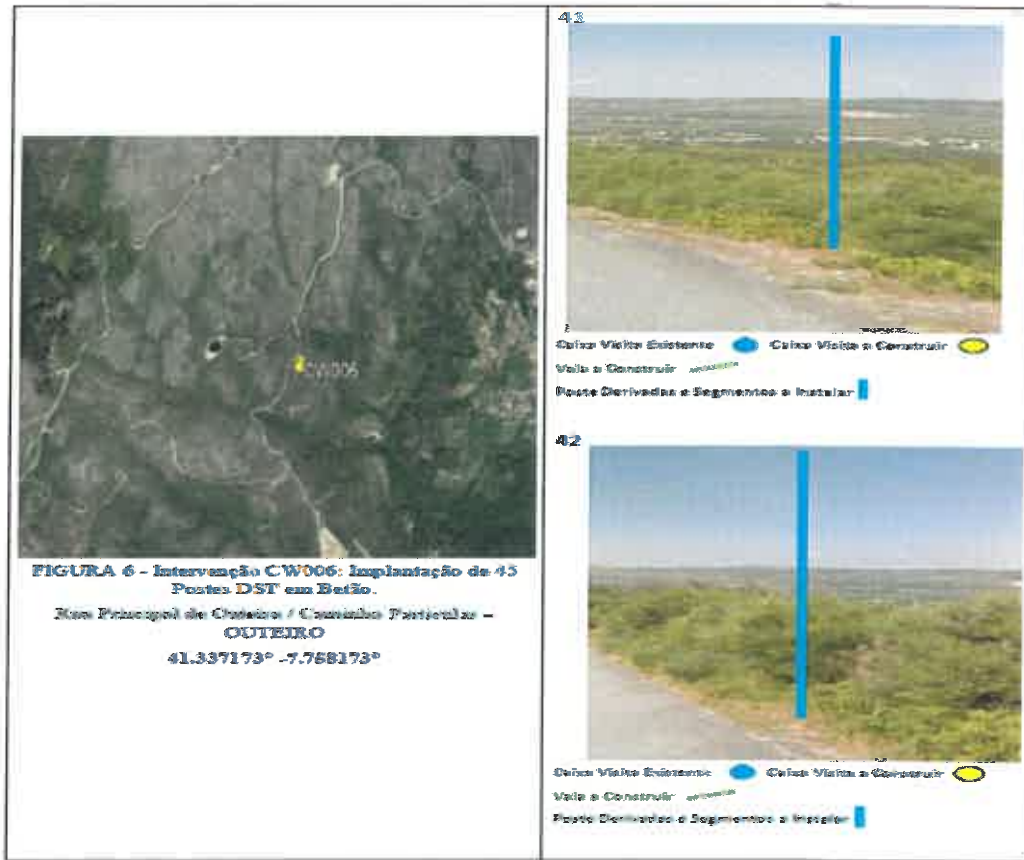 CW006
FIGURA 6 – Intervenção CW006: Implantação de 45
Postes DST em Betão.
Rua Principal de Outeiro / Caminho Particular –
OUTEIRO
41.337173° -7.768173°
41
Caixa Visita Existente Caixa Visita a Construir
Vala a Construir
Poste Derivadas e Segmentos a Instalar
42
Caixa Visita Existente Caixa Visita a Construir
Vala a Construir
Poste Derivadas e Segmentos a Instalar